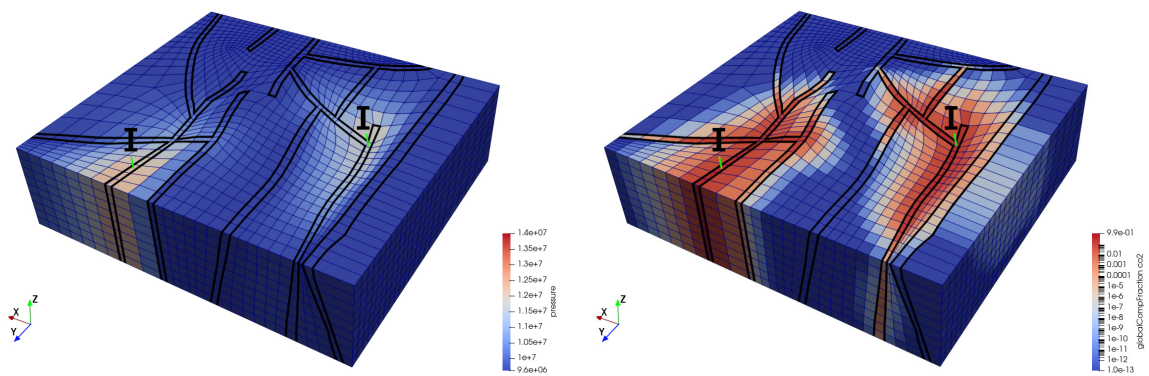 I
I
Z
X
Y
1.4e+07
1.35e+7
1.3e+7
1.25e+7
1.2e+7
1.15e+7
1.1e+7
1.05e+7
1e+7
9.6e+06
pressure
I
I
Z
X
Y
9.9e-01
0.01
0.001
0.0001
1e-5
1e-6
1e-7
1e-8
1e-9
1e-10
1e-11
1e-12
1.0e-13
globalCompFraction co2